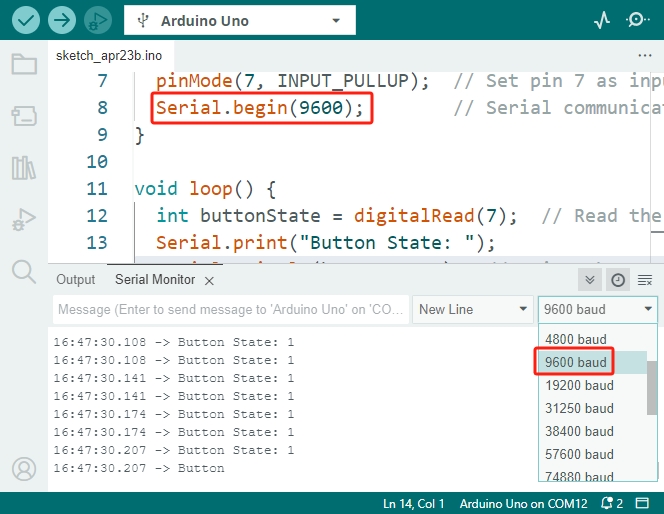 Arduino Uno
sketch_apr23b.ino
7 pinMode(7, INPUT_PULLUP); // Set pin 7 as inpu
8 Serial.begin(9600); // Serial communicat
9 }
10
11 void loop() {
12 int buttonState = digitalRead(7); // Read the
13 Serial.print("Button State: ");
Output Serial Monitor
Message (Enter to send message to 'Arduino Uno' on 'CO... New Line 9600 baud
16:47:30.108 -> Button State: 1
16:47:30.108 -> Button State: 1
16:47:30.141 -> Button State: 1
16:47:30.141 -> Button State: 1
16:47:30.174 -> Button State: 1
16:47:30.174 -> Button State: 1
16:47:30.207 -> Button State: 1
16:47:30.207 -> Button
4800 baud
9600 baud
19200 baud
31250 baud
38400 baud
57600 baud
74880 baud
Ln 14, Col 1 Arduino Uno on COM12 2